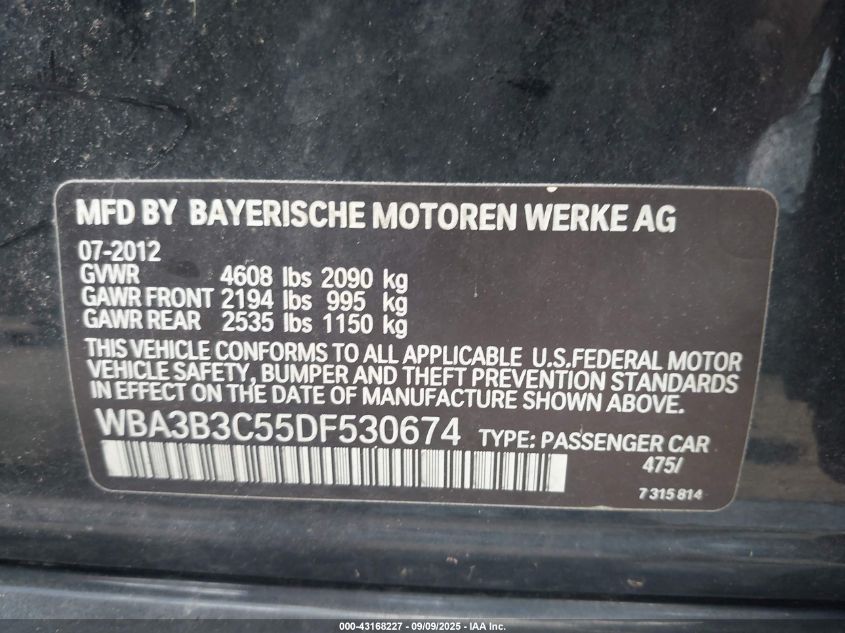 MFD BY BAYERISCHE MOTOREN WERKE AG
07-2012
GVWR 4608 lbs 2090 kg
GAWR FRONT 2194 lbs 995 kg
GAWR REAR 2535 lbs 1150 kg
THIS VEHICLE CONFORMS TO ALL APPLICABLE U.S.FEDERAL MOTOR
VEHICLE SAFETY, BUMPER AND THEFT PREVENTION STANDARDS
IN EFFECT ON THE DATE OF MANUFACTURE SHOWN ABOVE.
WBA3B3C55DF530674 TYPE: PASSENGER CAR
475/
7 315 814
000-43168227 - 09/09/2025 - IAA Inc.